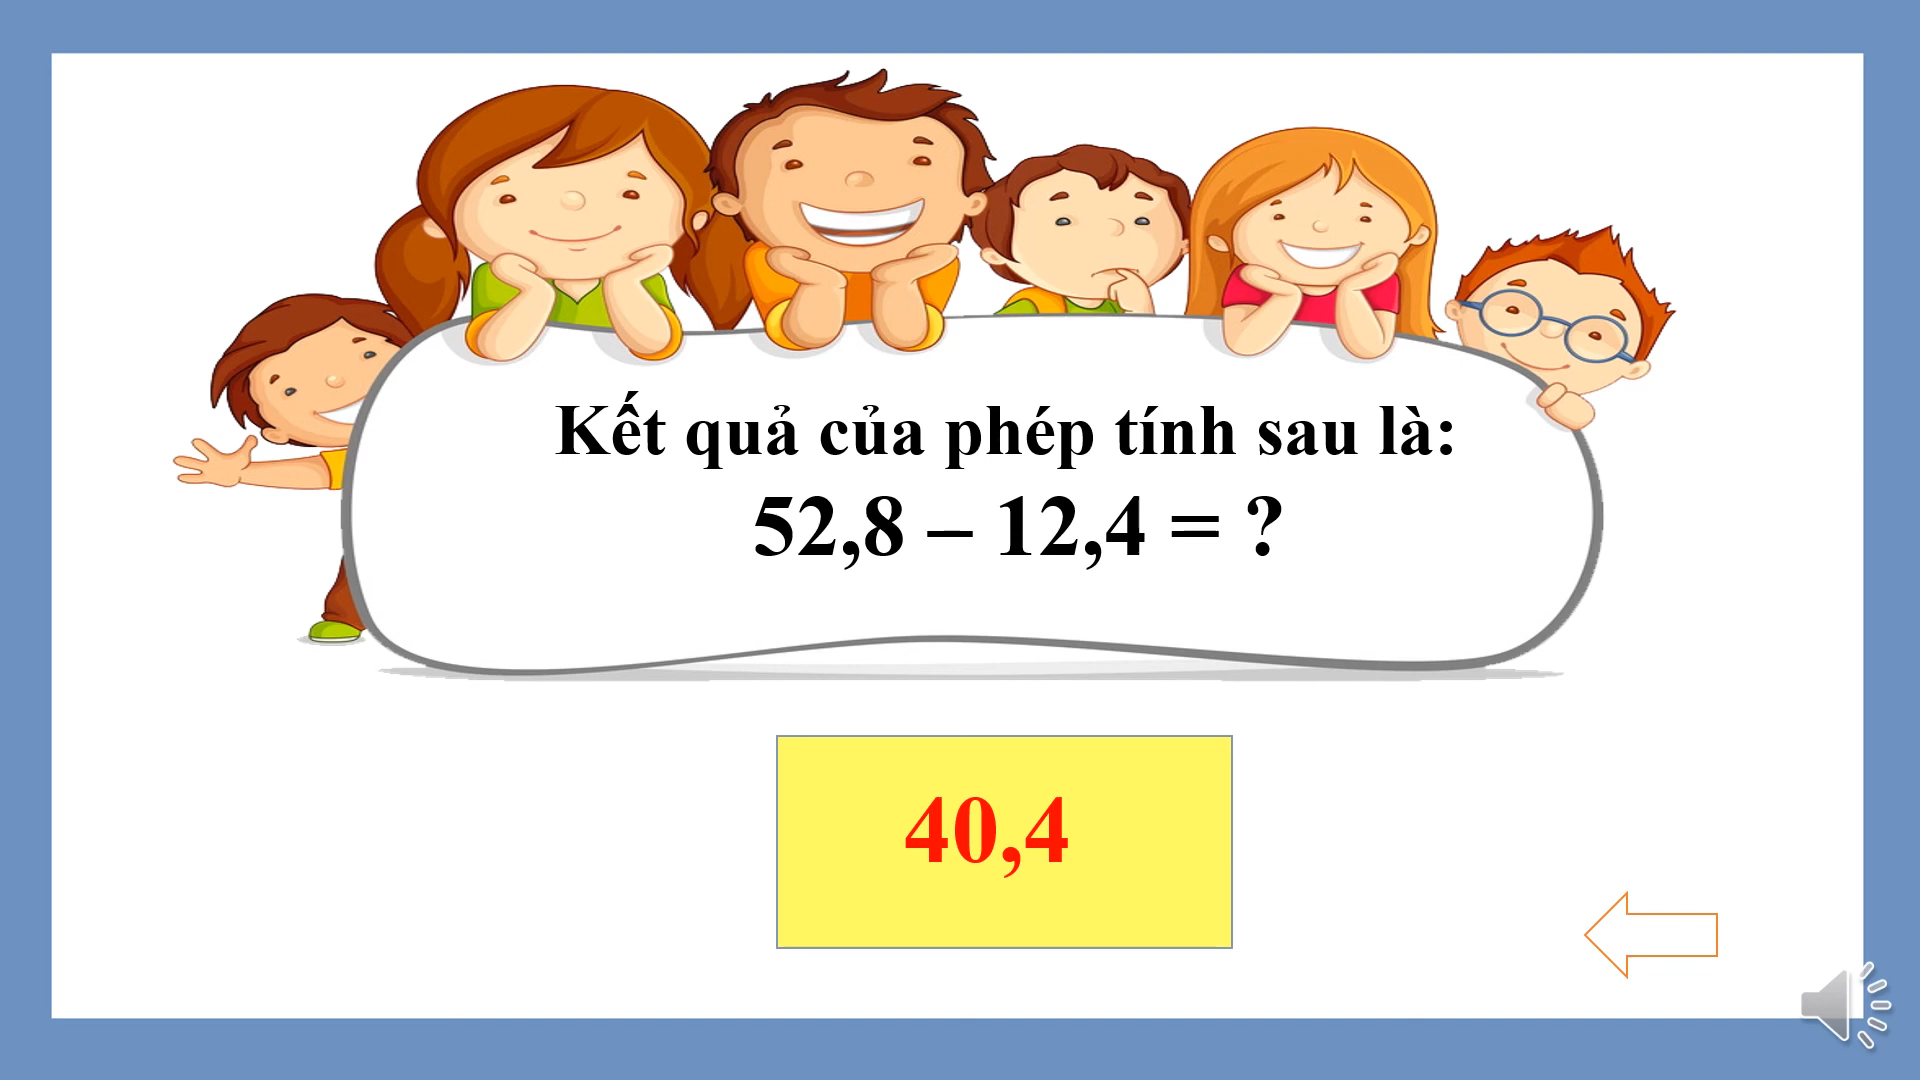 Kết quả của phép tính sau là:
52,8 – 12,4 = ?
40,4